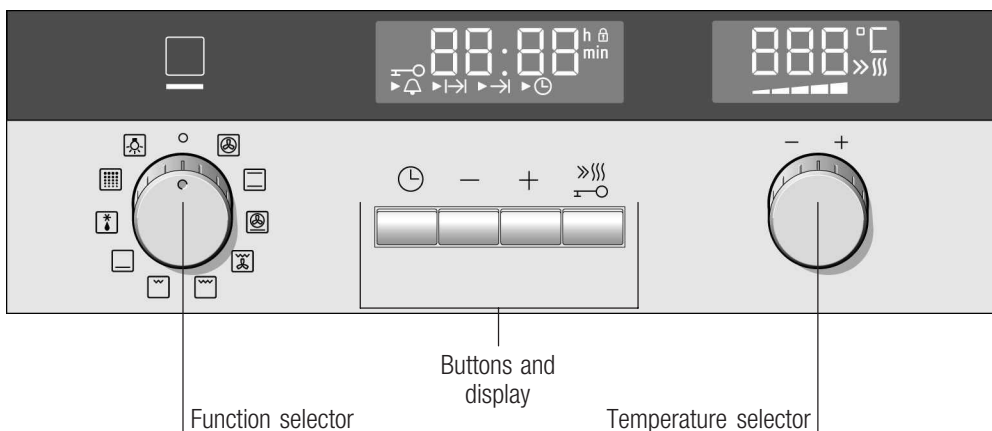 88:88 h
min
888 °C
- +
- +
Buttons and
display
Function selector
Temperature selector